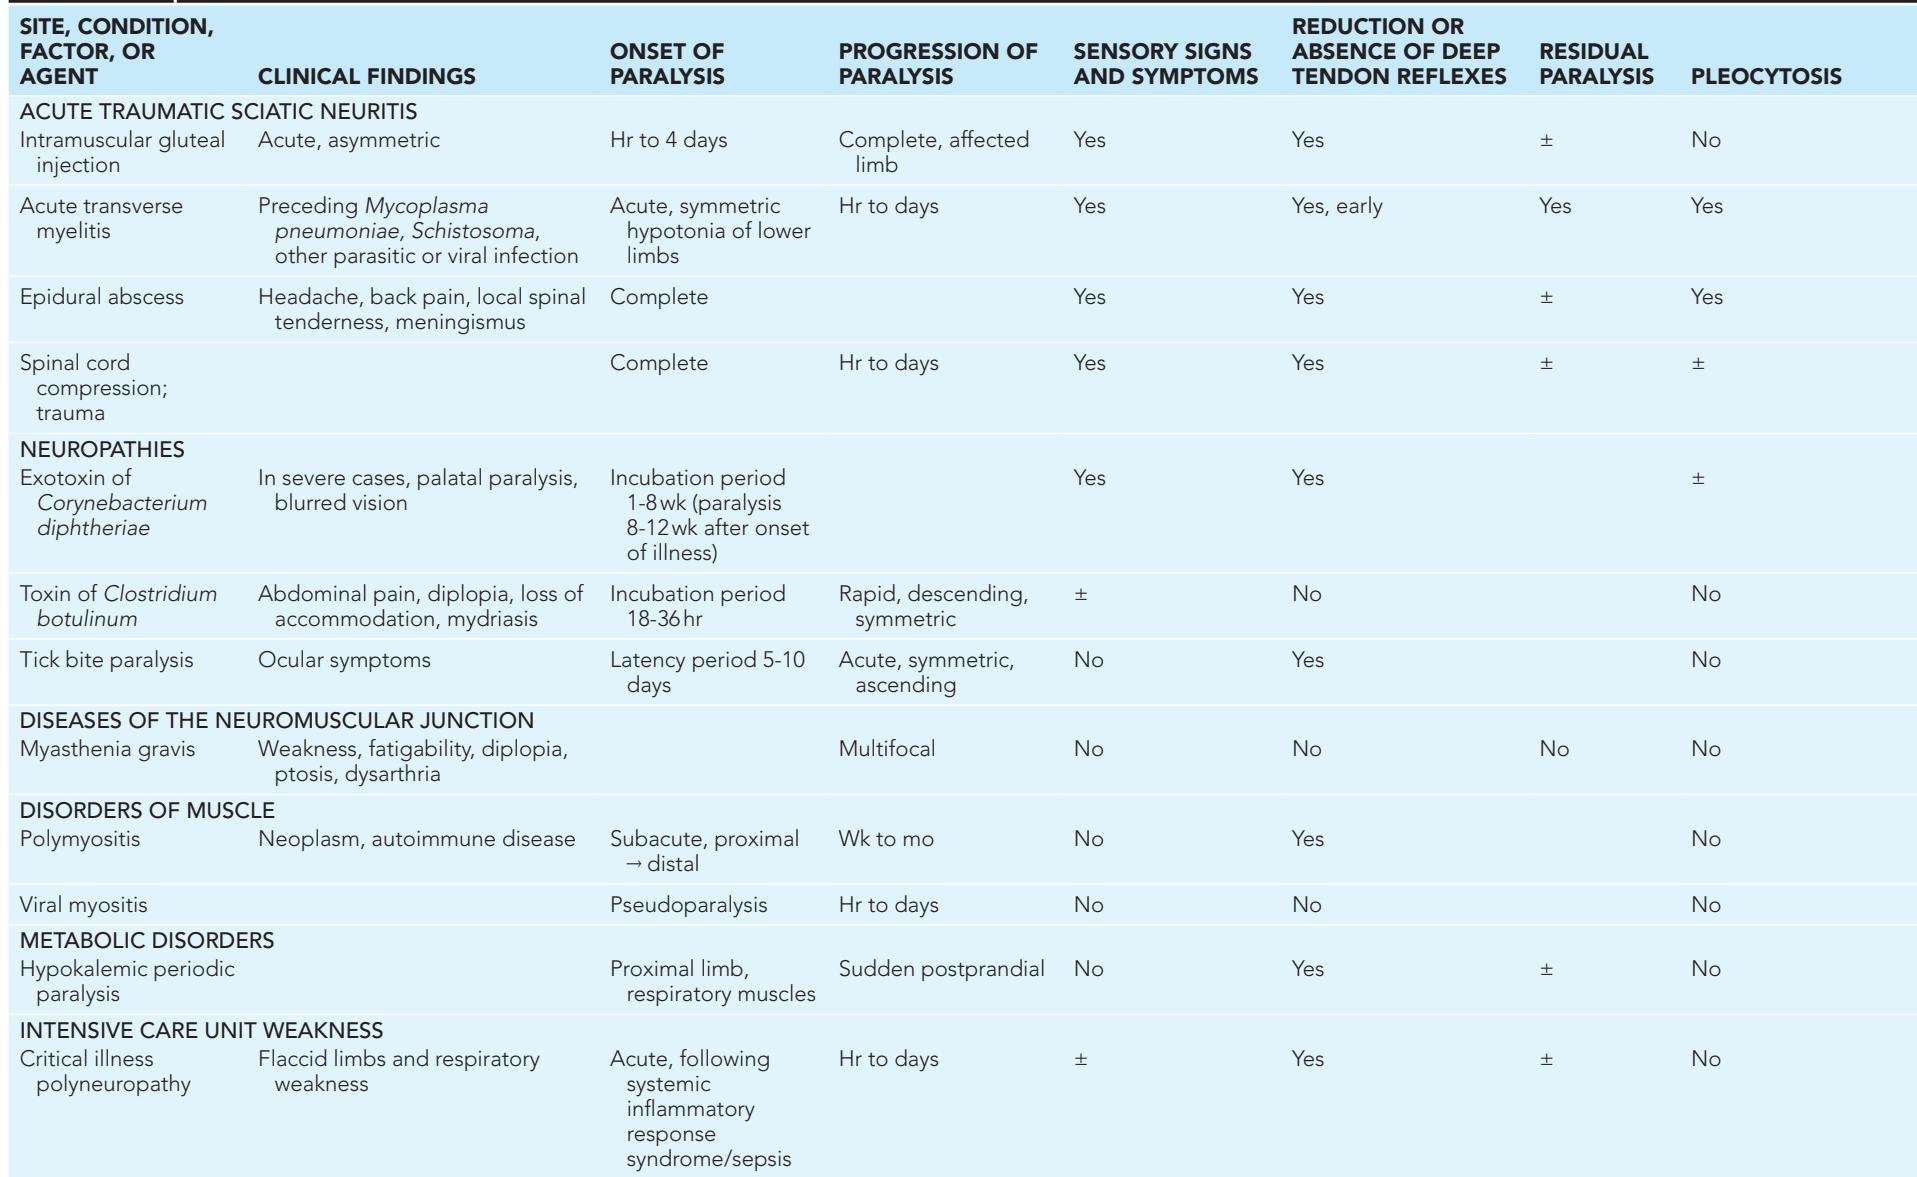 SITE, CONDITION,
FACTOR, OR
AGENT
CLINICAL FINDINGS
ONSET OF
PARALYSIS
PROGRESSION OF
PARALYSIS
SENSORY SIGNS
AND SYMPTOMS
REDUCTION OR
ABSENCE OF DEEP
TENDON REFLEXES
RESIDUAL
PARALYSIS
PLEOCYTOSIS
ACUTE TRAUMATIC SCIATIC NEURITIS
Intramuscular gluteal
injection
Acute, asymmetric
Hr to 4 days
Complete, affected
limb
Yes
Yes
±
No
Acute transverse
myelitis
Preceding Mycoplasma
pneumoniae, Schistosoma,
other parasitic or viral infection
Acute, symmetric
hypotonia of lower
limbs
Hr to days
Yes
Yes, early
Yes
Yes
Epidural abscess
Headache, back pain, local spinal
tenderness, meningismus
Complete
Yes
Yes
±
Yes
Spinal cord
compression;
trauma
Complete
Hr to days
Yes
Yes
±
±
NEUROPATHIES
Exotoxin of
Corynebacterium
diphtheriae
In severe cases, palatal paralysis,
blurred vision
Incubation period
1-8 wk (paralysis
8-12 wk after onset
of illness)
Yes
Yes
±
Toxin of Clostridium
botulinum
Abdominal pain, diplopia, loss of
accommodation, mydriasis
Incubation period
18-36 hr
Rapid, descending,
symmetric
±
No
No
Tick bite paralysis
Ocular symptoms
Latency period 5-10
days
Acute, symmetric,
ascending
No
Yes
No
DISEASES OF THE NEUROMUSCULAR JUNCTION
Myasthenia gravis
Weakness, fatigability, diplopia,
ptosis, dysarthria
Multifocal
No
No
No
No
DISORDERS OF MUSCLE
Polymyositis
Neoplasm, autoimmune disease
Subacute, proximal
→ distal
Wk to mo
No
Yes
No
Viral myositis
Pseudoparalysis
Hr to days
No
No
No
METABOLIC DISORDERS
Hypokalemic periodic
paralysis
Proximal limb,
respiratory muscles
Sudden postprandial
No
Yes
±
No
INTENSIVE CARE UNIT WEAKNESS
Critical illness
polyneuropathy
Flaccid limbs and respiratory
weakness
Acute, following
systemic
inflammatory
response
syndrome/sepsis
Hr to days
±
Yes
±
No